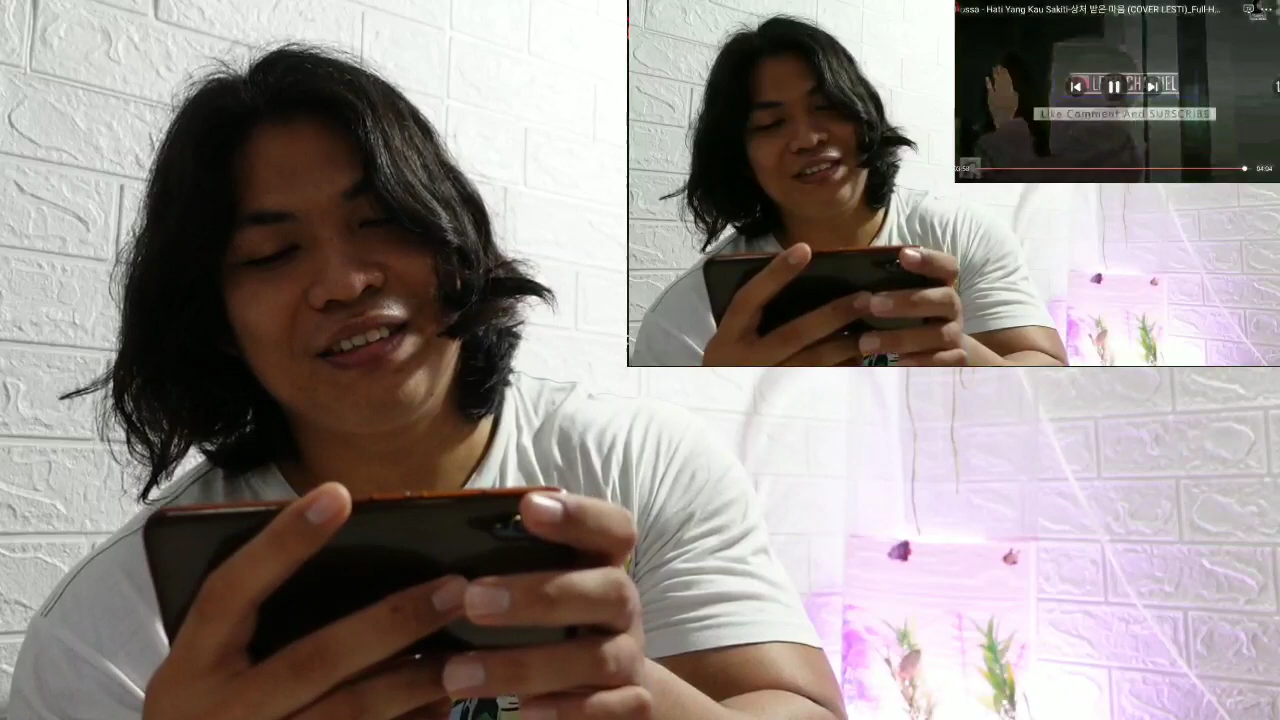 ussa - Hati Yang Kau Sakiti-상처 받은 마음 (COVER LESTI)_Full-H...
Like Comment And SUBSCRIBE
04:04